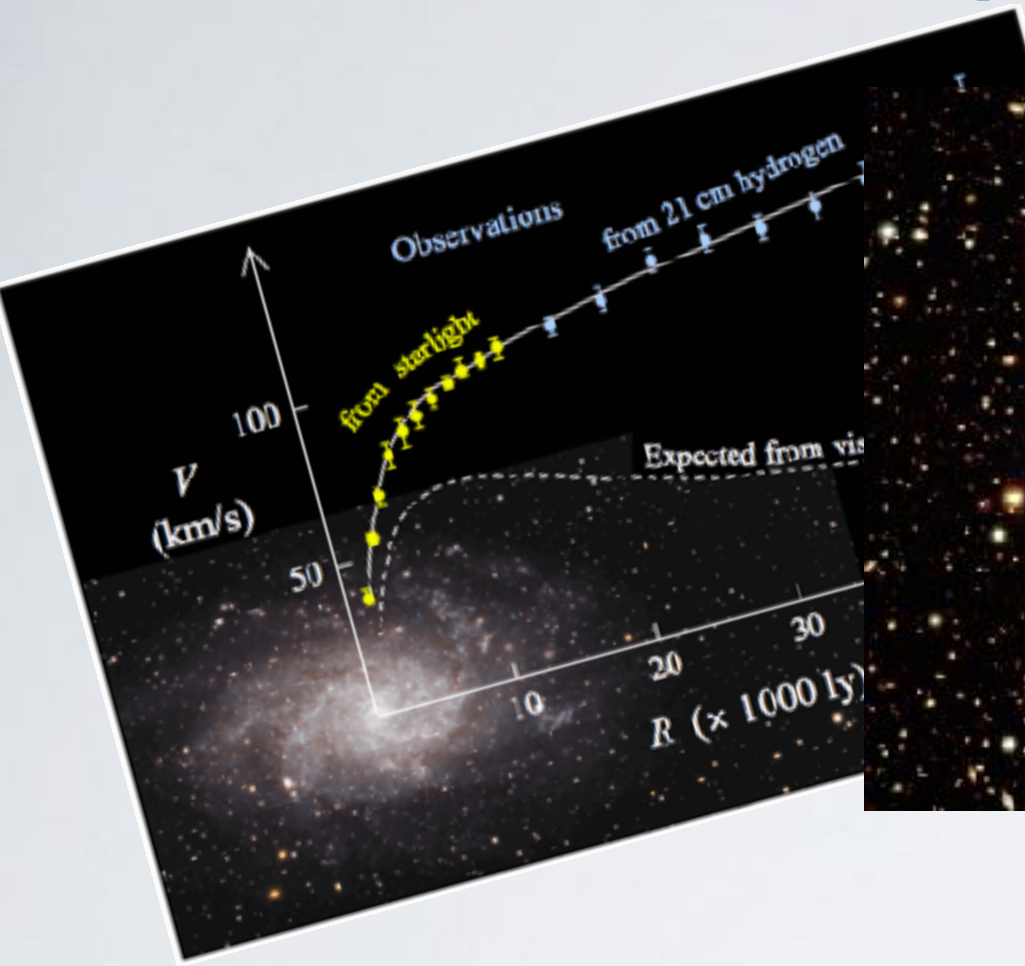 Observations
from 21 cm hydrogen
from starlight
100
V
(km/s)
50
Expected from vis
10
20
30
R (× 1000 ly)